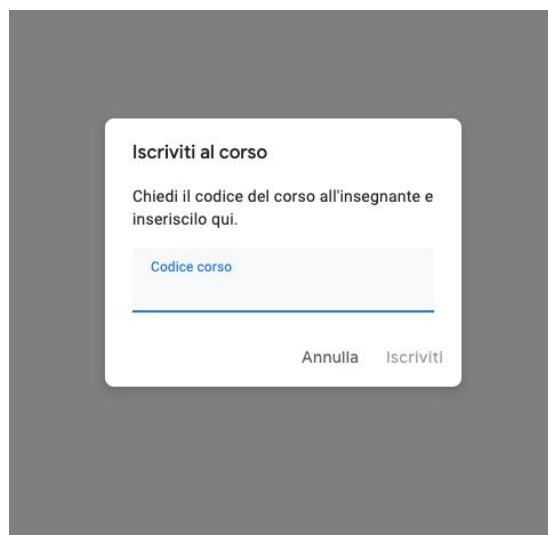 Iscriviti al corso
Chiedi il codice del corso all'insegnante e
inseriscilo qui.
Codice corso
Annulla Iscriviti